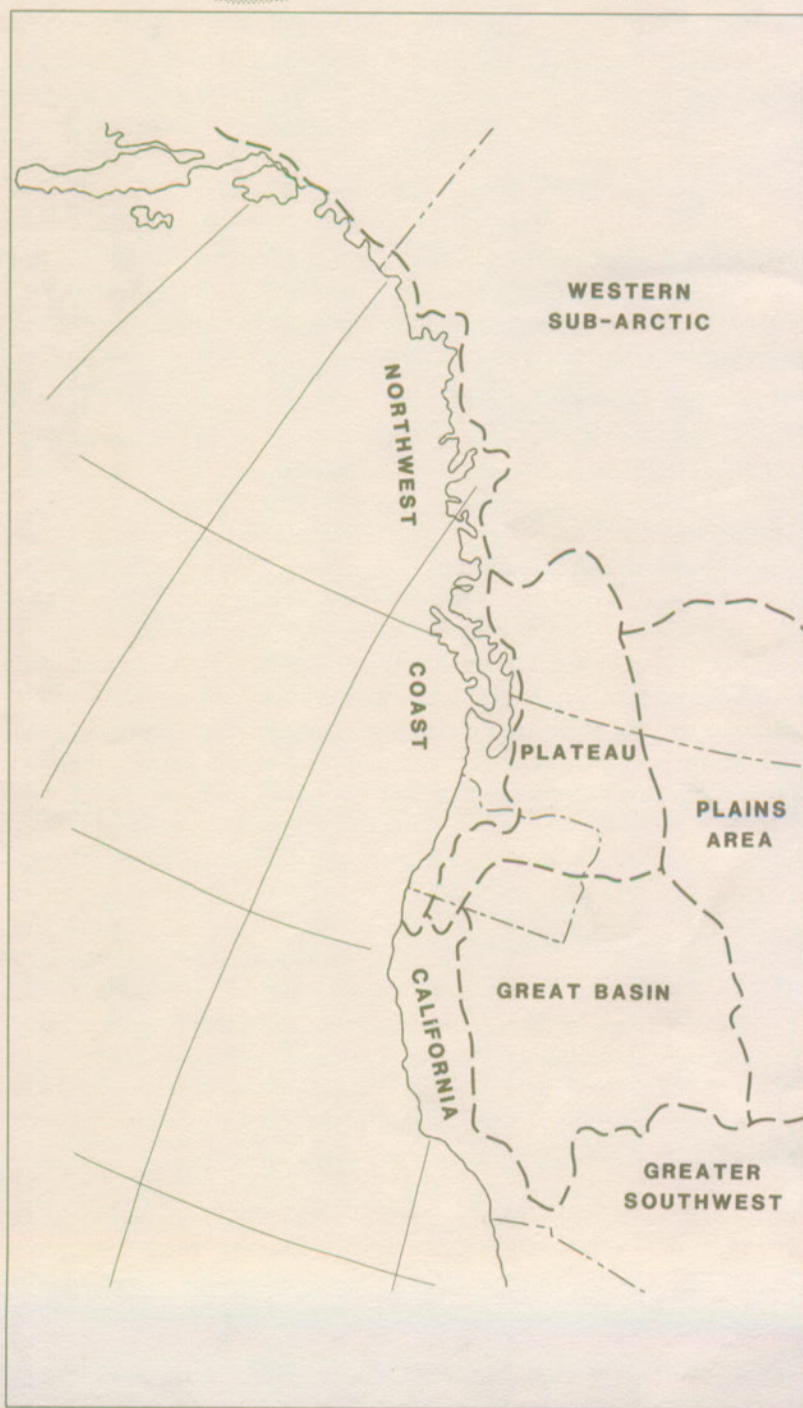 WESTERN
SUB-ARCTIC
NORTHWEST
COAST
PLATEAU
PLAINS
AREA
GREAT BASIN
CALIFORNIA
GREATER
SOUTHWEST